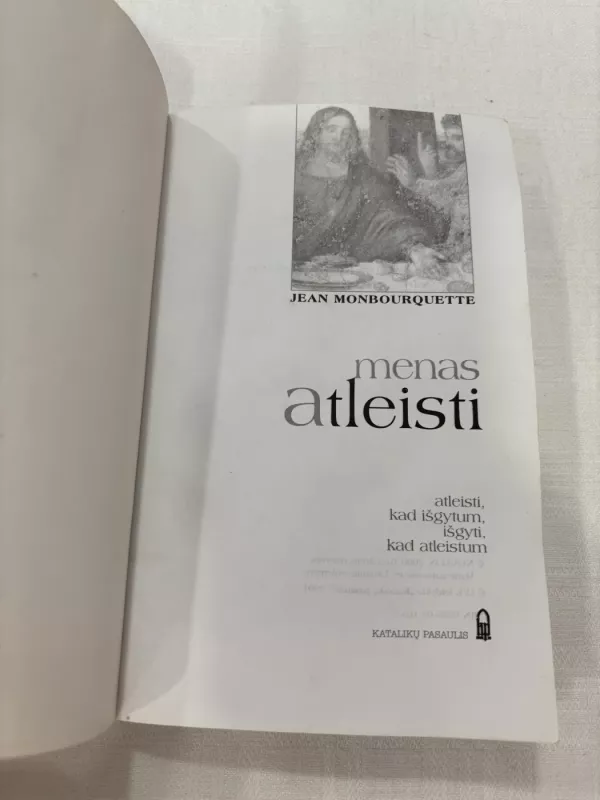 JEAN MONBOURQUETTE
menas
atleisti
atleisti,
kad išgytum,
išgyti,
kad atleistum
KATALIKŲ PASAULIS